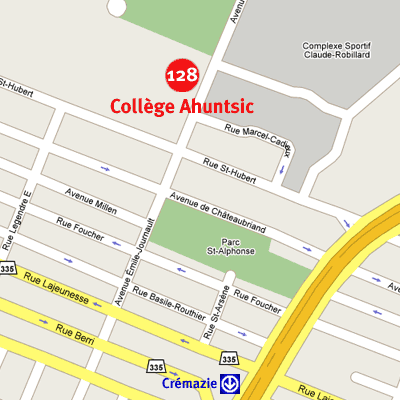 Avenue
Complexe Sportif
Claude-Robillard
128
Collège Ahuntsic
St-Hubert
Rue Marcel-Cadieux
Rue St-Hubert
Rue Legendre E
Avenue Millen
Avenue de Châteaubriand
Rue Foucher
Avenue Émile-Journault
Parc
St-Alphonse
335
Rue Lajeunesse
Rue Basile-Routhier
Rue St-Arsène
Rue Foucher
Rue Berri
335
335
Crémazie
Rue Laje